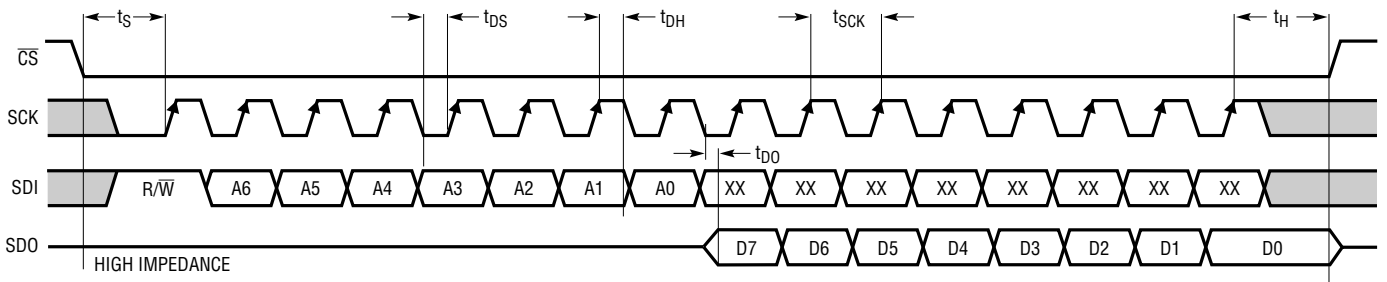 tS tDS tDH tSCK tH
CS
SCK
tDO
SDI R/W A6 A5 A4 A3 A2 A1 A0 XX XX XX XX XX XX XX XX
SDO D7 D6 D5 D4 D3 D2 D1 D0
HIGH IMPEDANCE